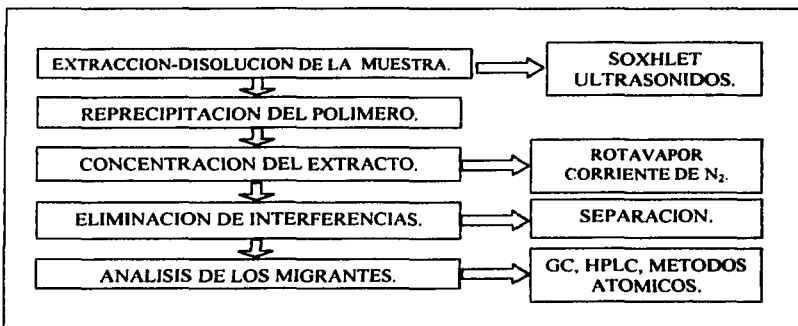 EXTRACCION-DISOLUCION DE LA MUESTRA.
SOXHLET
ULTRASONIDOS.
REPRECIPITACION DEL POLIMERO.
CONCENTRACION DEL EXTRACTO.
ROTAVAPOR
CORRIENTE DE N₂.
ELIMINACION DE INTERFERENCIAS.
SEPARACION.
ANALISIS DE LOS MIGRANTES.
GC, HPLC, METODOS
ATOMICOS.